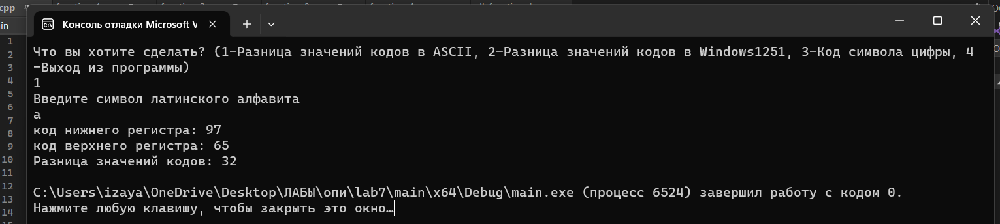 cpp
in
Консоль отладки Microsoft V
Что вы хотите сделать? (1-Разница значений кодов в ASCII, 2-Разница значений кодов в Windows1251, 3-Код символа цифры, 4
-Выход из программы)
1
Введите символ латинского алфавита
a
код нижнего регистра: 97
код верхнего регистра: 65
Разница значений кодов: 32
C:\Users\izaya\OneDrive\Desktop\ЛАБЫ\опи\lab7\main\x64\Debug\main.exe (процесс 6524) завершил работу с кодом 0.
Нажмите любую клавишу, чтобы закрыть это окно…
1
2
3
4
5
6
7
8
9
10
11
12
13
14